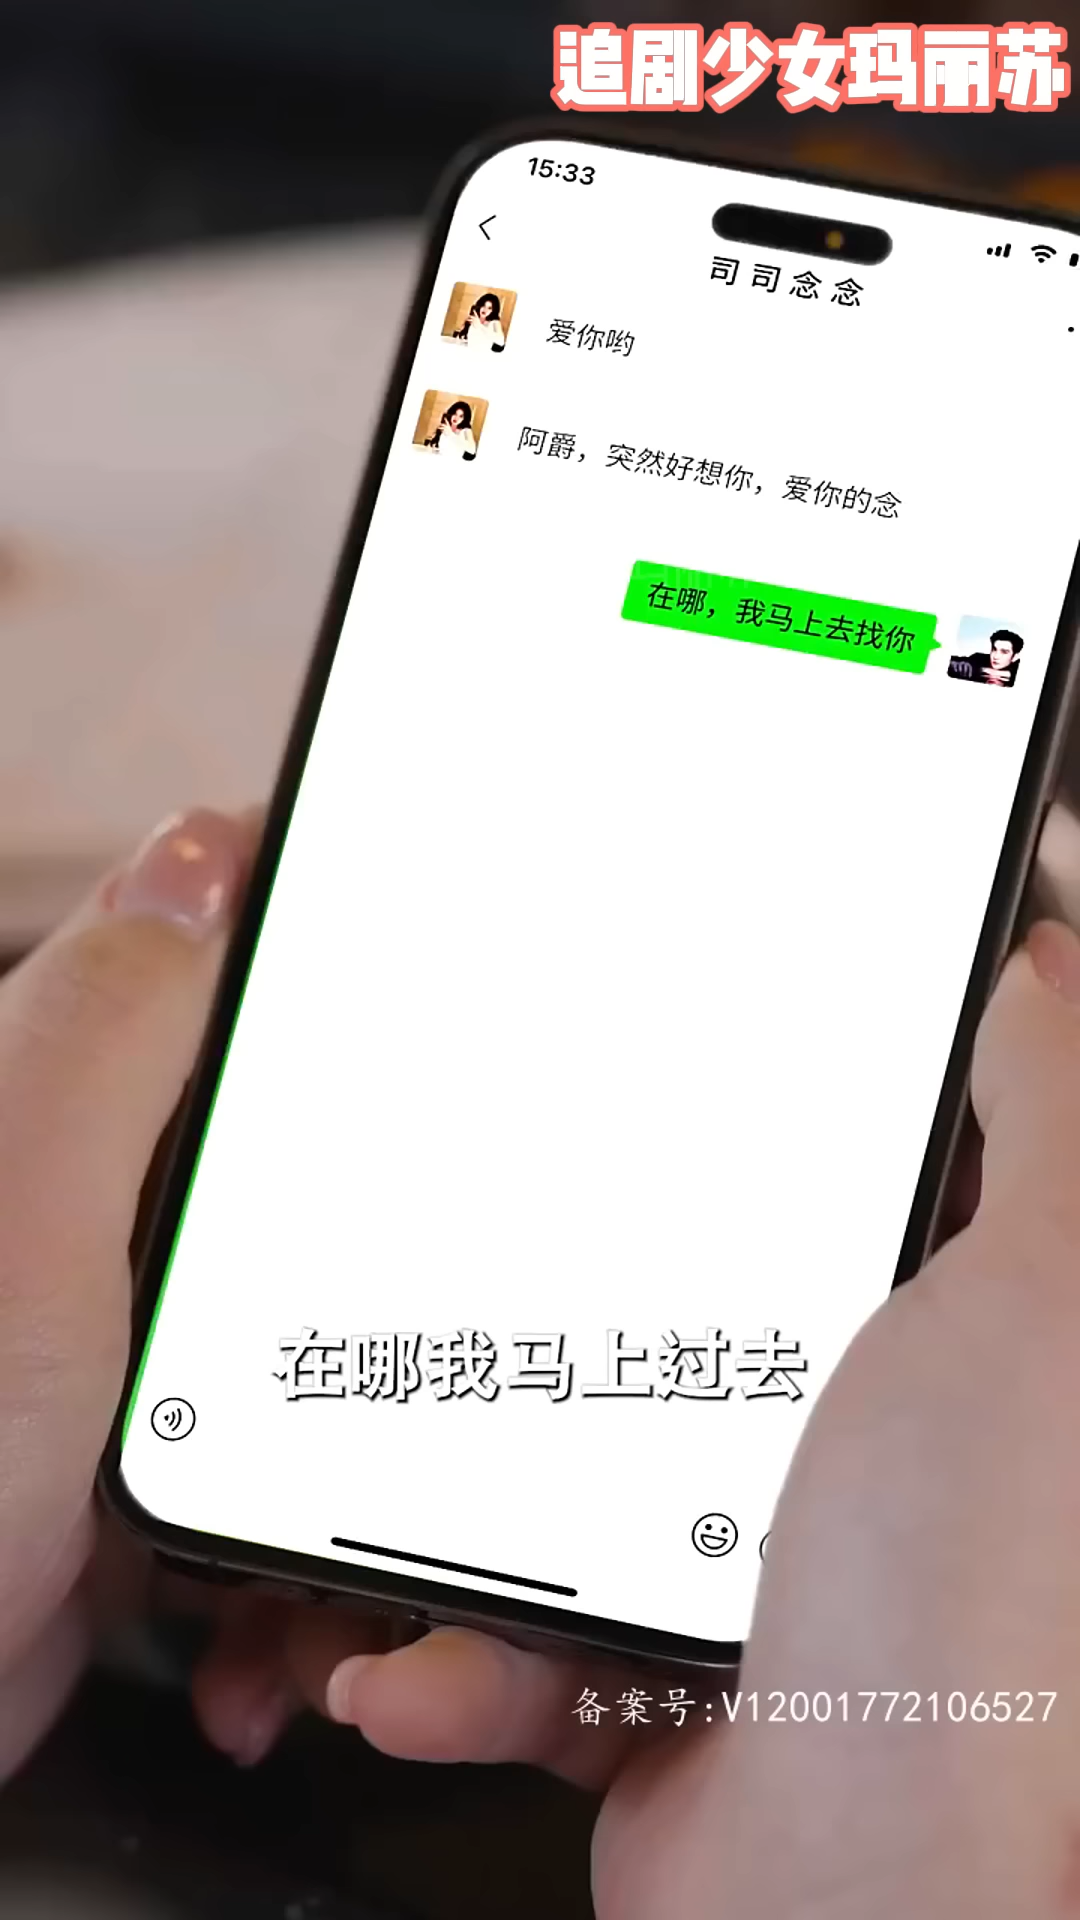 追剧少女玛丽苏
15:33
司司念念
爱你哟
阿爵，突然好想你，爱你的念
在哪，我马上去找你
在哪我马上过去
备案号:V12001772106527